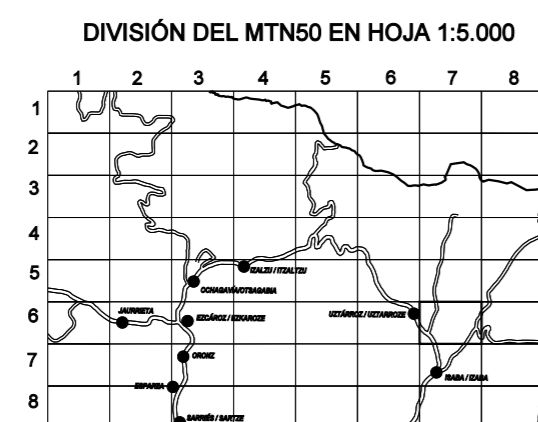 DIVISIÓN DEL MTN50 EN HOJA 1:5.000
1 2 3 4 5 6 7 8
1
2
3
4
5
IZALZU / ITZALTZU
OCHAGAVÍA/OTSAGABIA
6
JAURRIETA
EZCÁROZ / EZKAROZE
UZTÁRROZ / UZTARROZE
7
ORONZ
ISABA / IZABA
ESPARZA
8
SARRIÉS / SARTZE